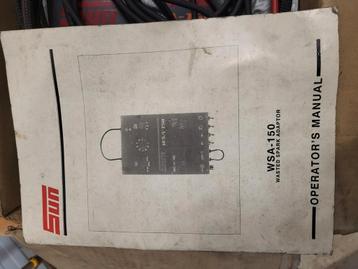 sun
WSA-150
WASTED SPARK ADAPTOR
OPERATOR'S MANUAL